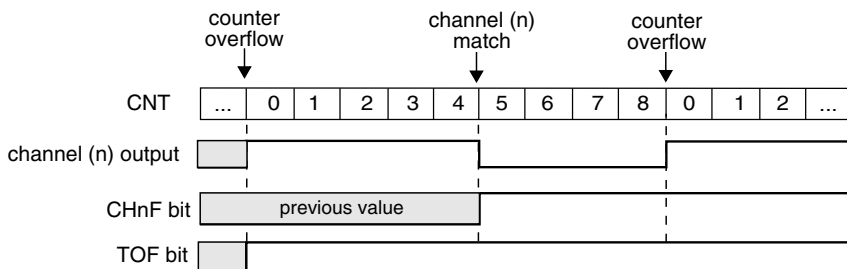 counter
overflow
channel (n)
match
counter
overflow
CNT ... 0 1 2 3 4 5 6 7 8 0 1 2 ...
channel (n) output
CHnF bit previous value
TOF bit